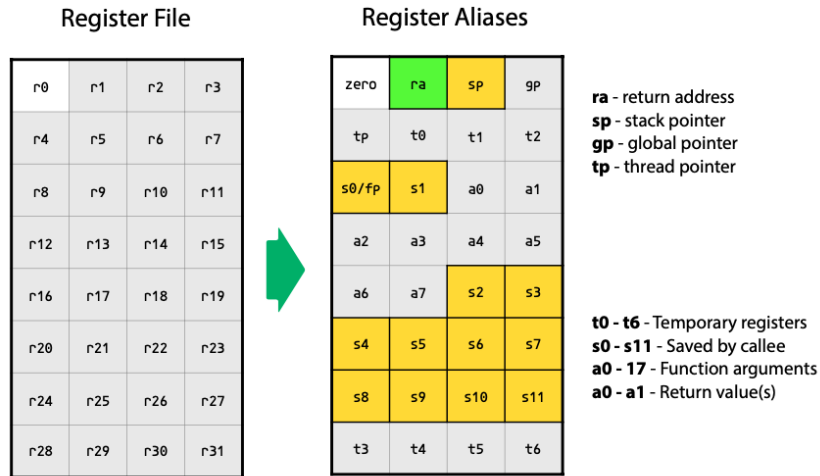 Register File
Register Aliases
r0 r1 r2 r3
r4 r5 r6 r7
r8 r9 r10 r11
r12 r13 r14 r15
r16 r17 r18 r19
r20 r21 r22 r23
r24 r25 r26 r27
r28 r29 r30 r31
zero ra sp gp
tp t0 t1 t2
s0/fp s1 a0 a1
a2 a3 a4 a5
a6 a7 s2 s3
s4 s5 s6 s7
s8 s9 s10 s11
t3 t4 t5 t6
ra - return address
sp - stack pointer
gp - global pointer
tp - thread pointer
t0 - t6 - Temporary registers
s0 - s11 - Saved by callee
a0 - 17 - Function arguments
a0 - a1 - Return value(s)